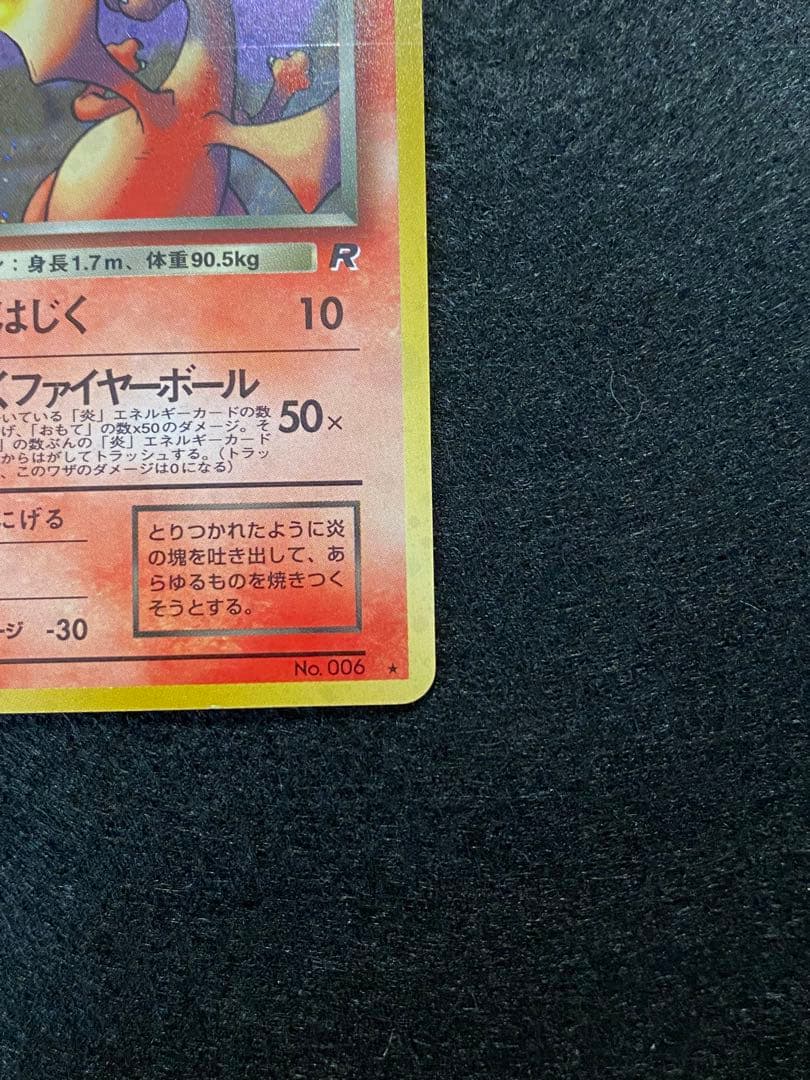 ：身長1.7m、体重90.5kg
R
はじく 10
くファイヤーボール
いている「炎」エネルギーカードの数
げ、「おもて」の数x50のダメージ。そ
」の数ぶんの「炎」エネルギーカード
からはがしてトラッシュする。（トラッ
、このワザのダメージは0になる）
50×
にげる
とりつかれたように炎
の塊を吐き出して、あ
らゆるものを焼きつく
そうとする。
ージ -30
No. 006 ★